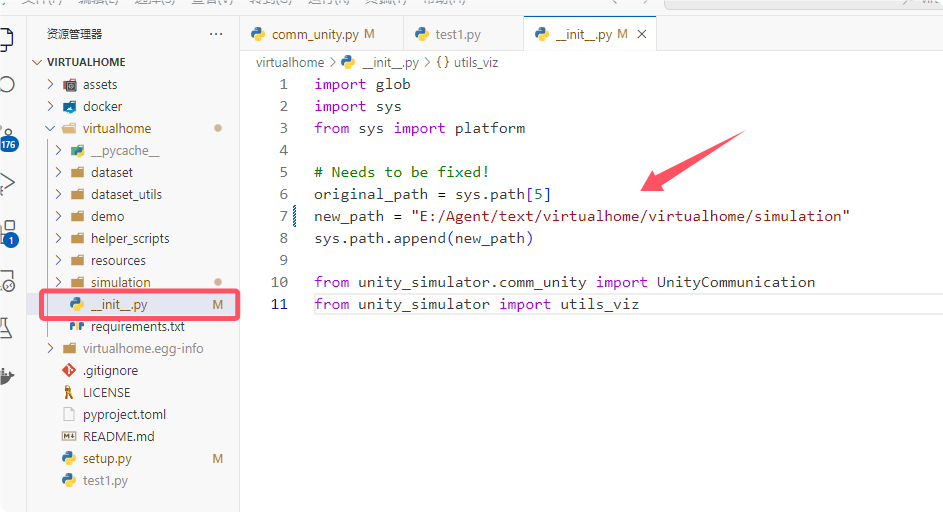 资源管理器
VIRTUALHOME
assets
docker
virtualhome
__pycache__
dataset
dataset_utils
demo
helper_scripts
resources
simulation
__init__.py M
requirements.txt
virtualhome.egg-info
.gitignore
LICENSE
pyproject.toml
README.md
setup.py M
test1.py
176
1
comm_unity.py M
test1.py
__init__.py M
virtualhome > __init__.py > {} utils_viz
1 import glob
2 import sys
3 from sys import platform
4
5 # Needs to be fixed!
6 original_path = sys.path[5]
7 new_path = "E:/Agent/text/virtualhome/virtualhome/simulation"
8 sys.path.append(new_path)
9
10 from unity_simulator.comm_unity import UnityCommunication
11 from unity_simulator import utils_viz